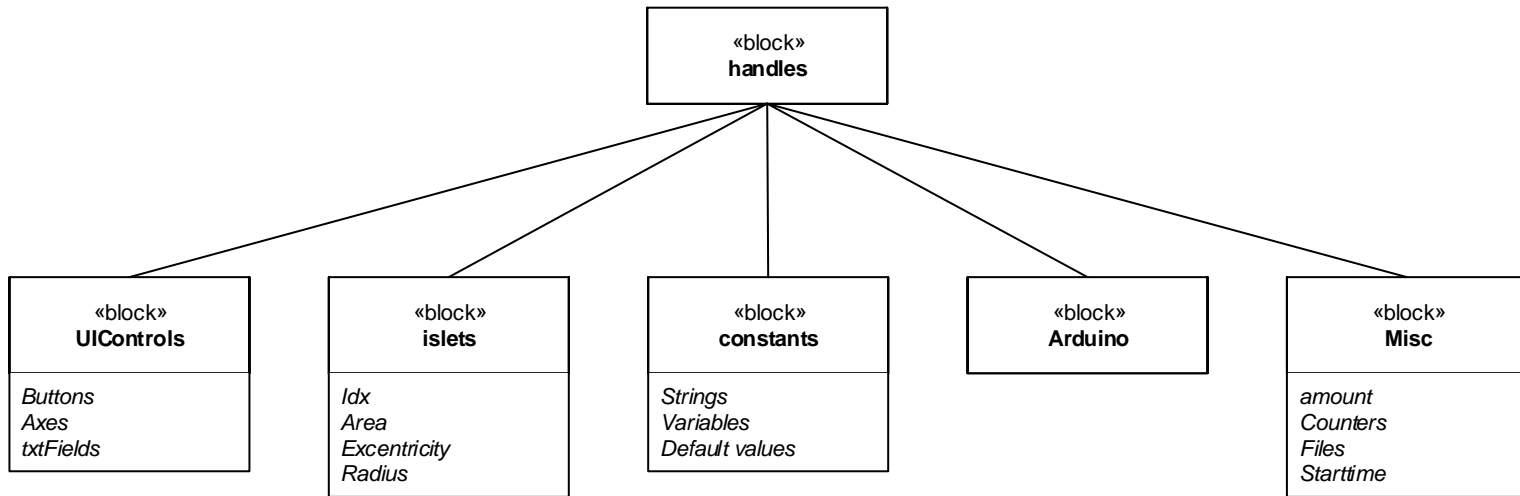 «block»
handles
«block»
UIControls
Buttons
Axes
txtFields
«block»
islets
Idx
Area
Excentricity
Radius
«block»
constants
Strings
Variables
Default values
«block»
Arduino
«block»
Misc
amount
Counters
Files
Starttime